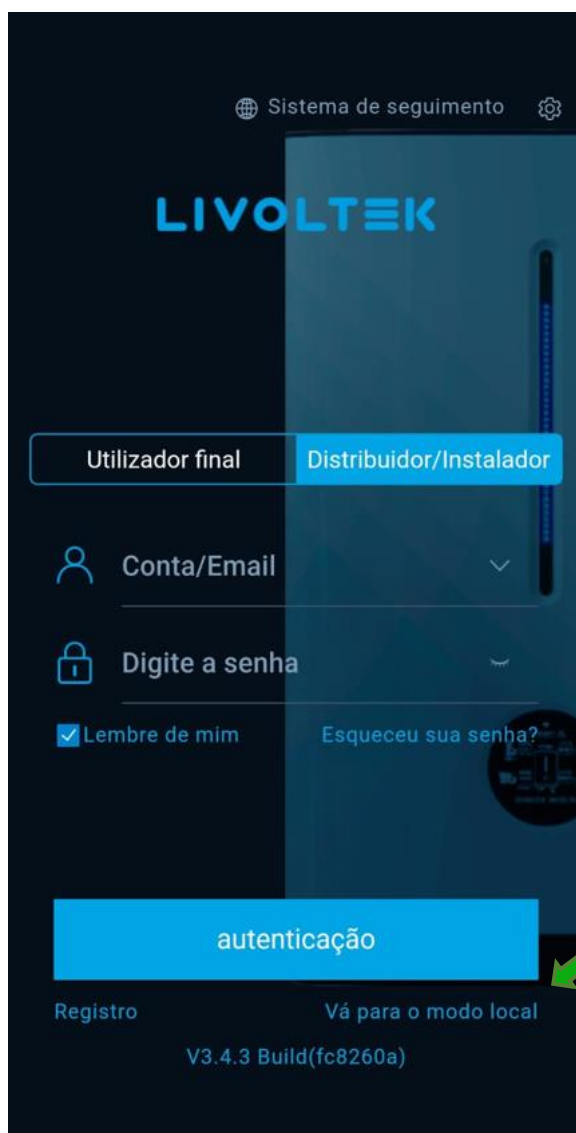 Sistema de seguimento
LIVOLTEK
Utilizador final
Distribuidor/Instalador
Conta/Email
Digite a senha
Lembre de mim
Esqueceu sua senha?
autenticação
Registro
Vá para o modo local
V3.4.3 Build(fc8260a)